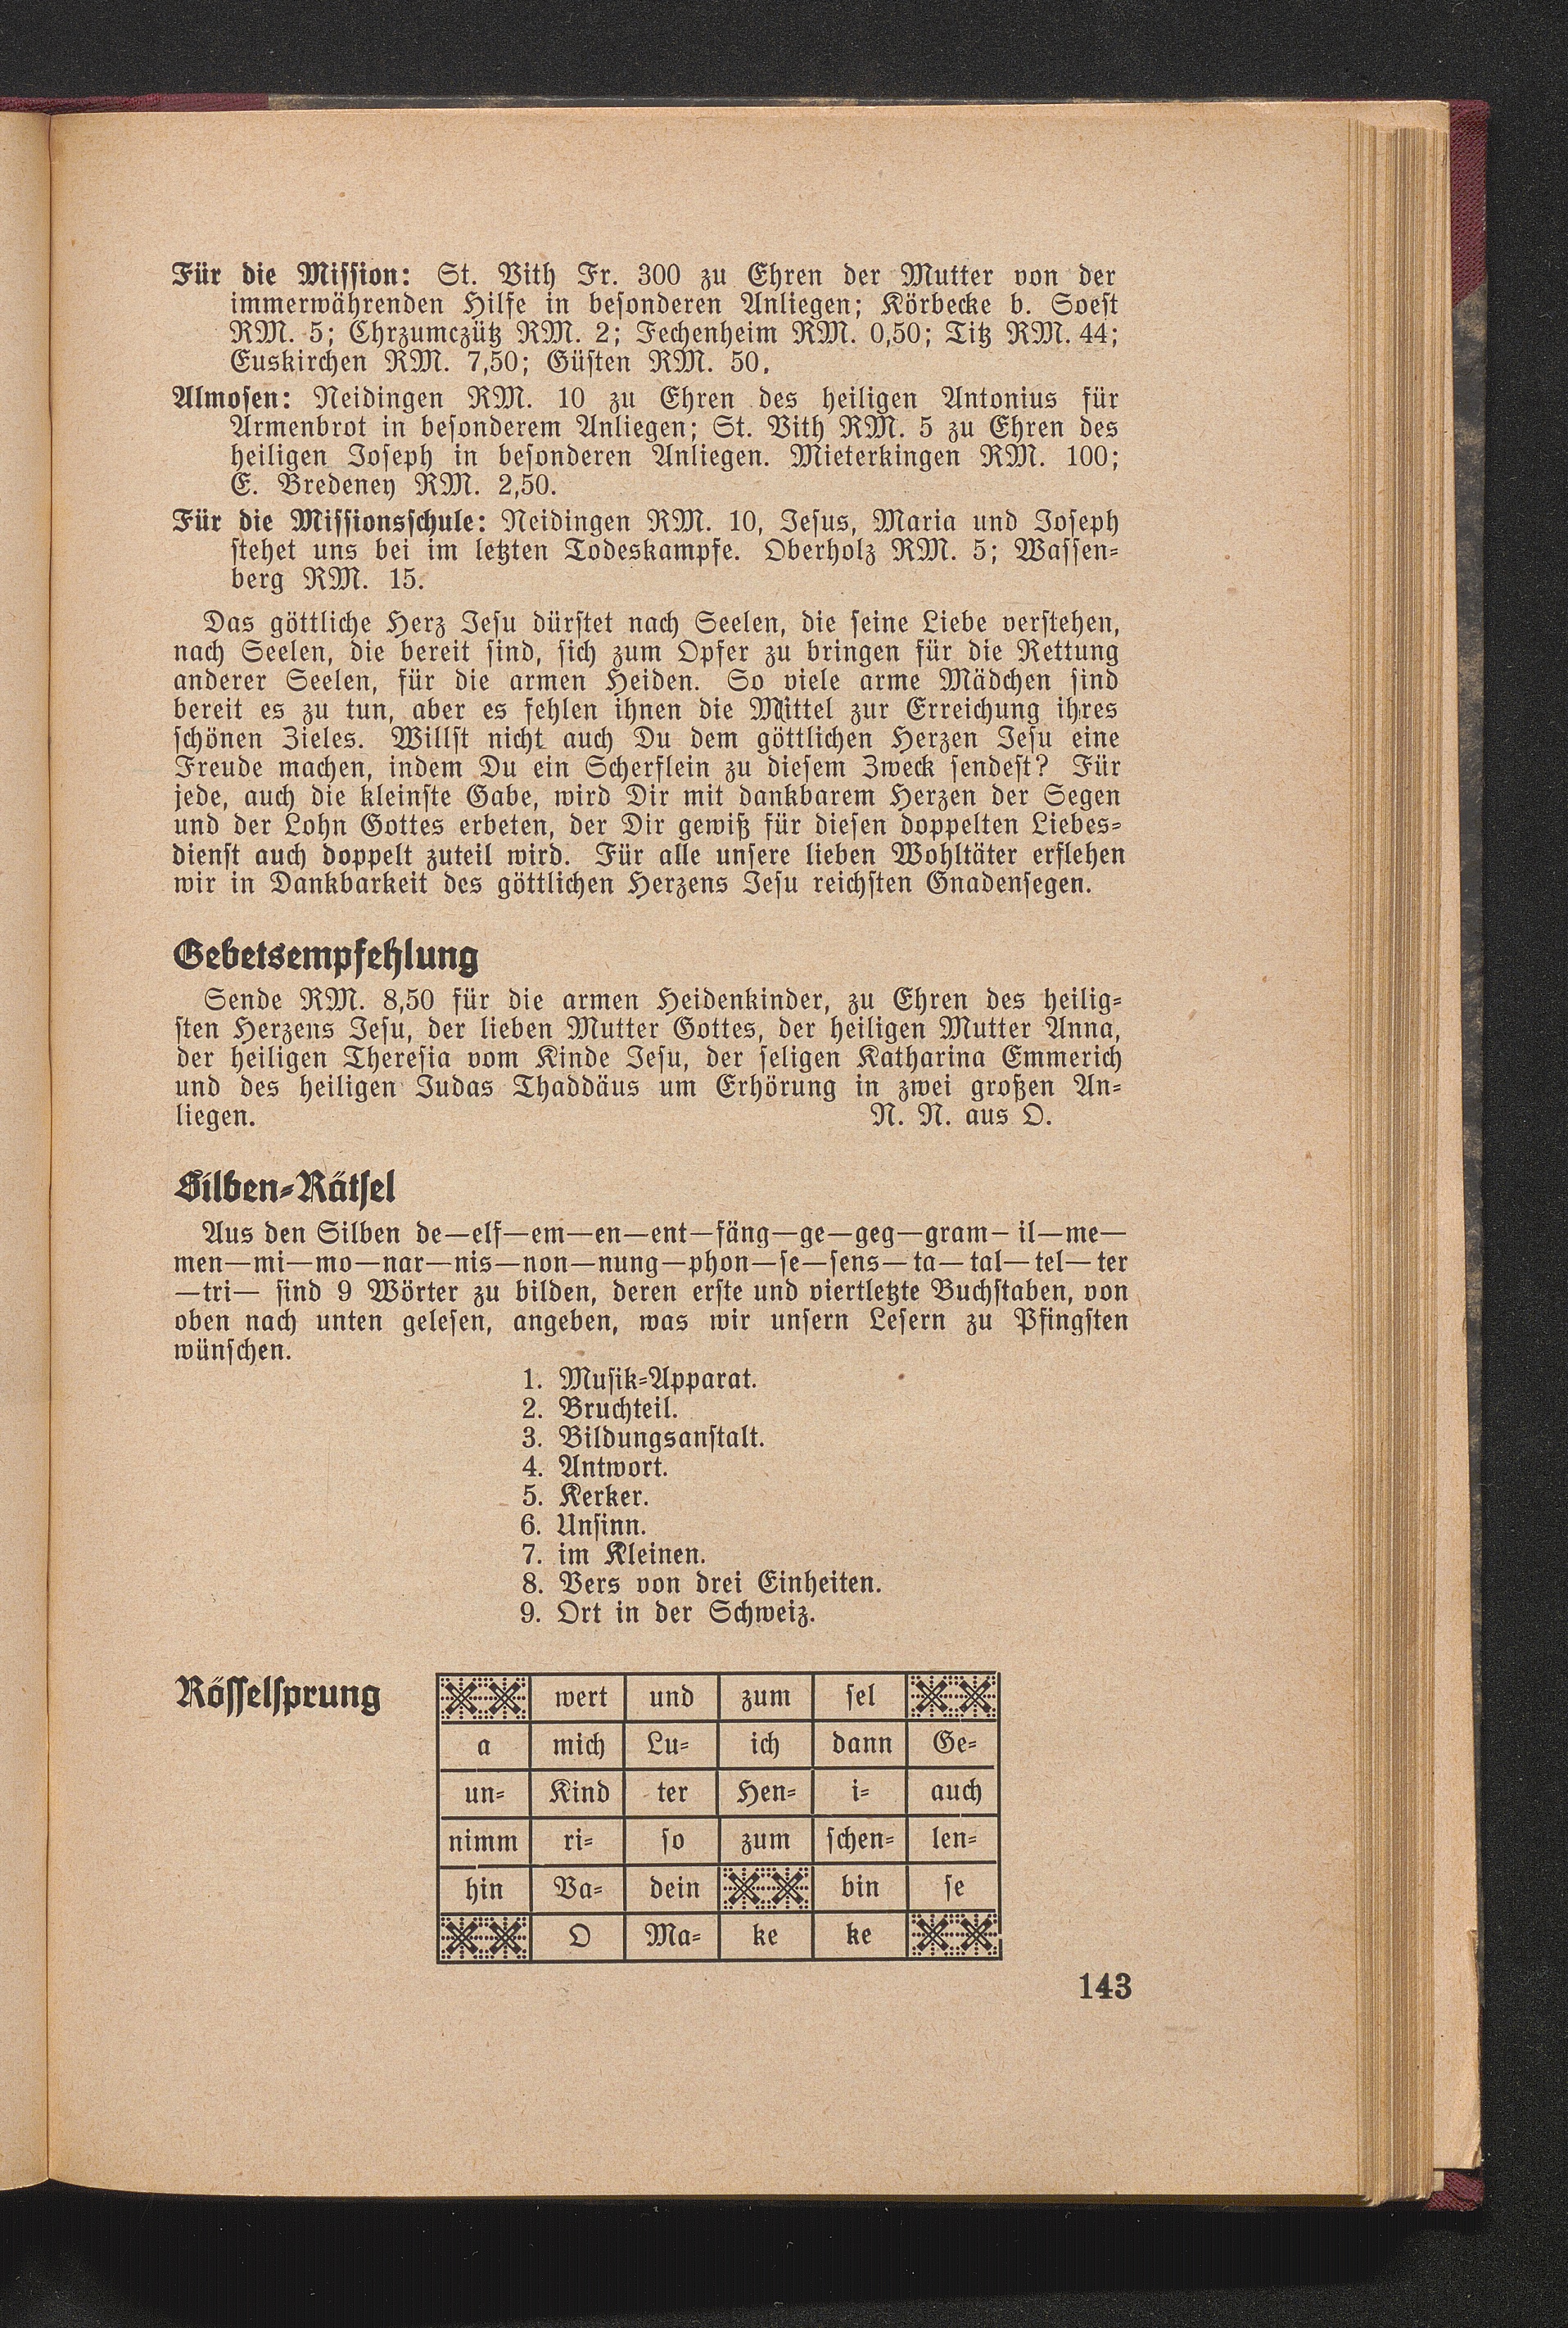 Für die Mission: St. Vith Fr. 300 zu Ehren der Mutter von der
immerwährenden Hilfe in besonderen Anliegen; Körbecke b. Soest
RM. 5; Chrzumczütz RM. 2; Fechenheim RM. 0,50; Titz RM. 44;
Euskirchen RM. 7,50; Güsten RM. 50.
Almosen: Neidingen RM. 10 zu Ehren des heiligen Antonius für
Armenbrot in besonderem Anliegen; St. Vith RM. 5 zu Ehren des
heiligen Joseph in besonderen Anliegen. Mieterkingen RM. 100;
E. Bredeney RM. 2,50.
Für die Missionsschule: Neidingen RM. 10, Jesus, Maria und Joseph
stehet uns bei im letzten Todeskampfe. Oberholz RM. 5; Wassen-
berg RM. 15.
Das göttliche Herz Jesu dürstet nach Seelen, die seine Liebe verstehen,
nach Seelen, die bereit sind, sich zum Opfer zu bringen für die Rettung
anderer Seelen, für die armen Heiden. So viele arme Mädchen sind
bereit es zu tun, aber es fehlen ihnen die Mittel zur Erreichung ihres
schönen Zieles. Willst nicht auch Du dem göttlichen Herzen Jesu eine
Freude machen, indem Du ein Scherflein zu diesem Zweck sendest? Für
jede, auch die kleinste Gabe, wird Dir mit dankbarem Herzen der Segen
und der Lohn Gottes erbeten, der Dir gewiß für diesen doppelten Liebes-
dienst auch doppelt zuteil wird. Für alle unsere lieben Wohltäter erflehen
wir in Dankbarkeit des göttlichen Herzens Jesu reichsten Gnadensegen.
Gebetsempfehlung
Sende RM. 8,50 für die armen Heidenkinder, zu Ehren des heilig-
sten Herzens Jesu, der lieben Mutter Gottes, der heiligen Mutter Anna,
der heiligen Theresia vom Kinde Jesu, der seligen Katharina Emmerich
und des heiligen Judas Thaddäus um Erhörung in zwei großen An-
liegen. N. N. aus O.
Silben-Rätsel
Aus den Silben de—elf—em—en—ent—fäng—ge—geg—gram—il—me—
men—mi—mo—nar—nis—non—nung—phon—se—sens—ta—tal—tel—ter
—tri— sind 9 Wörter zu bilden, deren erste und viertletzte Buchstaben, von
oben nach unten gelesen, angeben, was wir unsern Lesern zu Pfingsten
wünschen.
1. Musik-Apparat.
2. Bruchteil.
3. Bildungsanstalt.
4. Antwort.
5. Kerker.
6. Unsinn.
7. im Kleinen.
8. Vers von drei Einheiten.
9. Ort in der Schweiz.
Rösselsprung
wert und zum sel
a mich Lu- ich dann Ge-
un- Kind ter Hen- i- auch
nimm ri- so zum schen- len-
hin Va- dein bin se
O Ma- ke ke
143